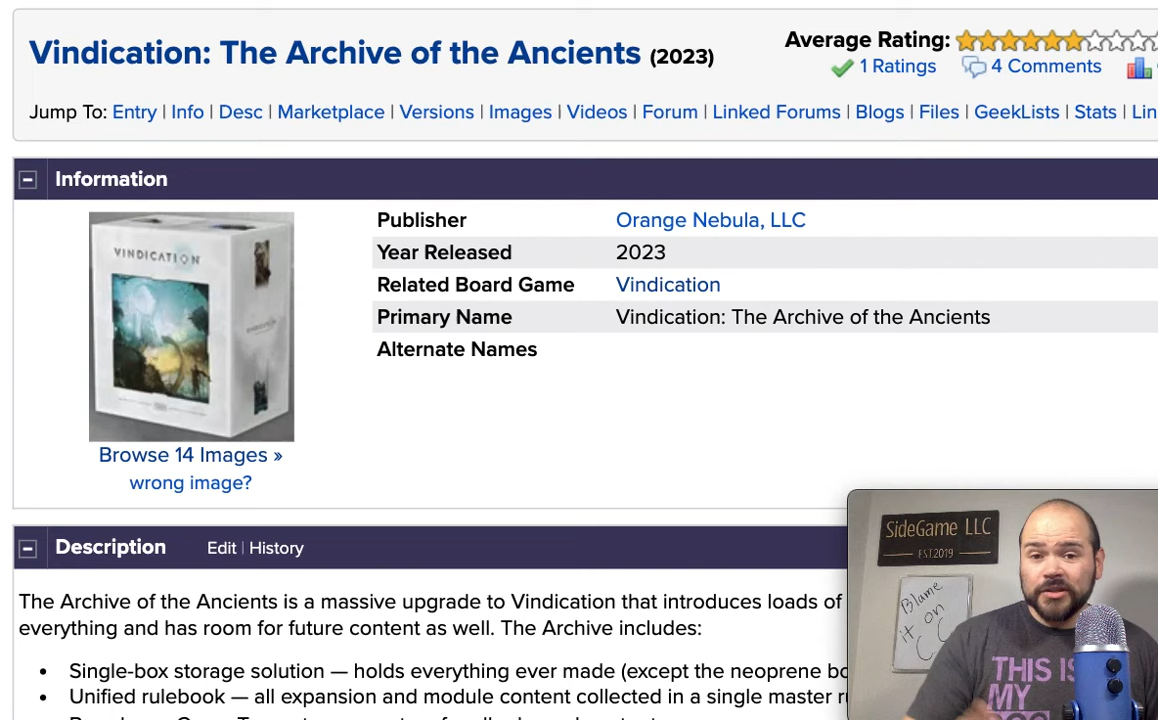 Vindication: The Archive of the Ancients (2023)
Average Rating:
1 Ratings
4 Comments
Jump To: Entry | Info | Desc | Marketplace | Versions | Images | Videos | Forum | Linked Forums | Blogs | Files | GeekLists | Stats | Lin
Information
VINDICATION
Publisher Orange Nebula, LLC
Year Released 2023
Related Board Game Vindication
Primary Name Vindication: The Archive of the Ancients
Alternate Names
Browse 14 Images »
wrong image?
Description Edit | History
The Archive of the Ancients is a massive upgrade to Vindication that introduces loads of
everything and has room for future content as well. The Archive includes:
• Single-box storage solution — holds everything ever made (except the neoprene bo
• Unified rulebook — all expansion and module content collected in a single master r
SideGame LLC
EST.2019
Blame
it on
THIS IS
MY